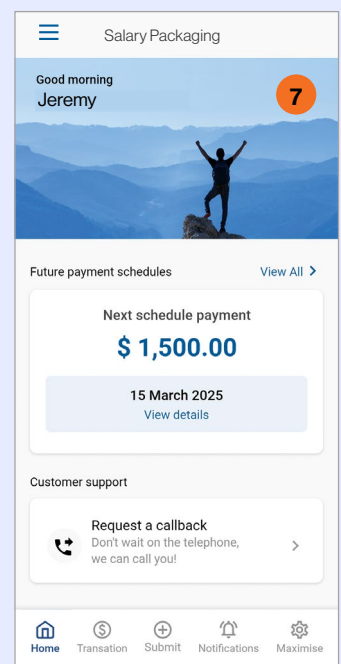 Salary Packaging
Good morning
Jeremy
7
Future payment schedules
View All
Next schedule payment
$ 1,500.00
15 March 2025
View details
Customer support
Request a callback
Don't wait on the telephone,
we can call you!
Home
Transation
Submit
Notifications
Maximise